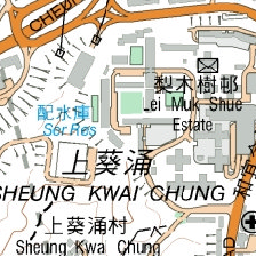 CHEUNG
梨木樹邨
Lei Muk Shue
Estate
配水庫
Ser Res
上葵涌
SHEUNG KWAI CHUNG
上葵涌村
Sheung Kwai Chung